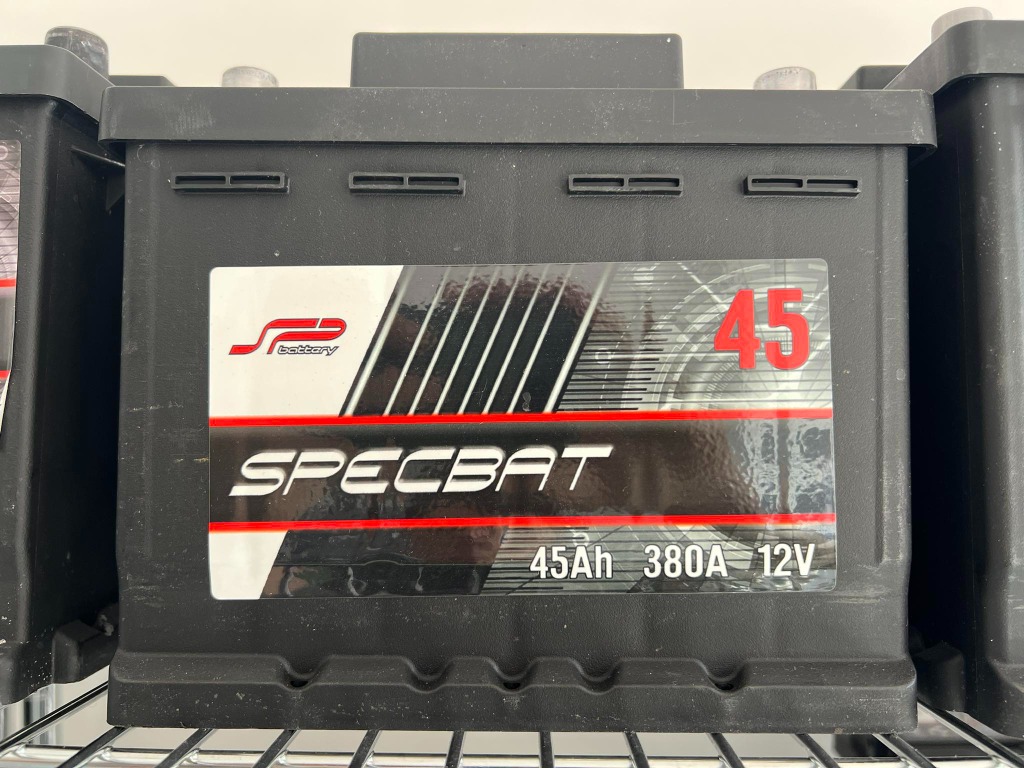 SP
battery
45
SPECBAT
45Ah 380A 12V